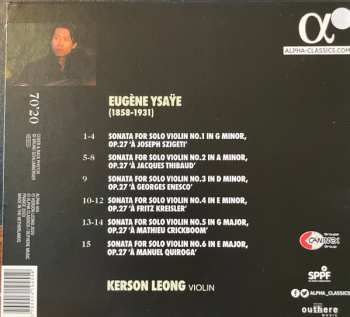 ALPHA-CLASSICS.COM
70'20
EUGÈNE YSAŸE
(1858-1931)
1-4 SONATA FOR SOLO VIOLIN NO.1 IN G MINOR,
OP.27 'À JOSEPH SZIGETI'
5-8 SONATA FOR SOLO VIOLIN NO.2 IN A MINOR,
OP.27 'À JACQUES THIBAUD'
9 SONATA FOR SOLO VIOLIN NO.3 IN D MINOR,
OP.27 'À GEORGES ENESCO'
10-12 SONATA FOR SOLO VIOLIN NO.4 IN E MINOR,
OP.27 'À FRITZ KREISLER'
13-14 SONATA FOR SOLO VIOLIN NO.5 IN G MAJOR,
OP.27 'À MATHIEU CRICKBOOM'
15 SONATA FOR SOLO VIOLIN NO.6 IN E MAJOR,
OP.27 'À MANUEL QUIROGA'
KERSON LEONG VIOLIN
SPPF
ALPHA_CLASSICS
outhere
MUSIC
MADE IN THE NETHERLANDS